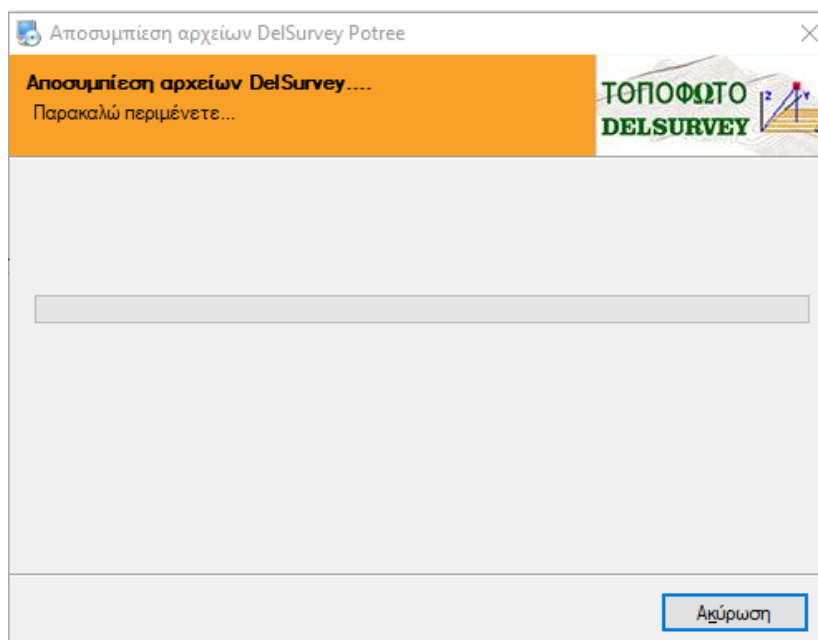 Αποσυμπίεση αρχείων DelSurvey Potree
Αποσυμπίεση αρχείων DelSurvey....
Παρακαλώ περιμένετε...
ΤΟΠΟΦΩΤΟ
DELSURVEY
Z
Y
Ακύρωση